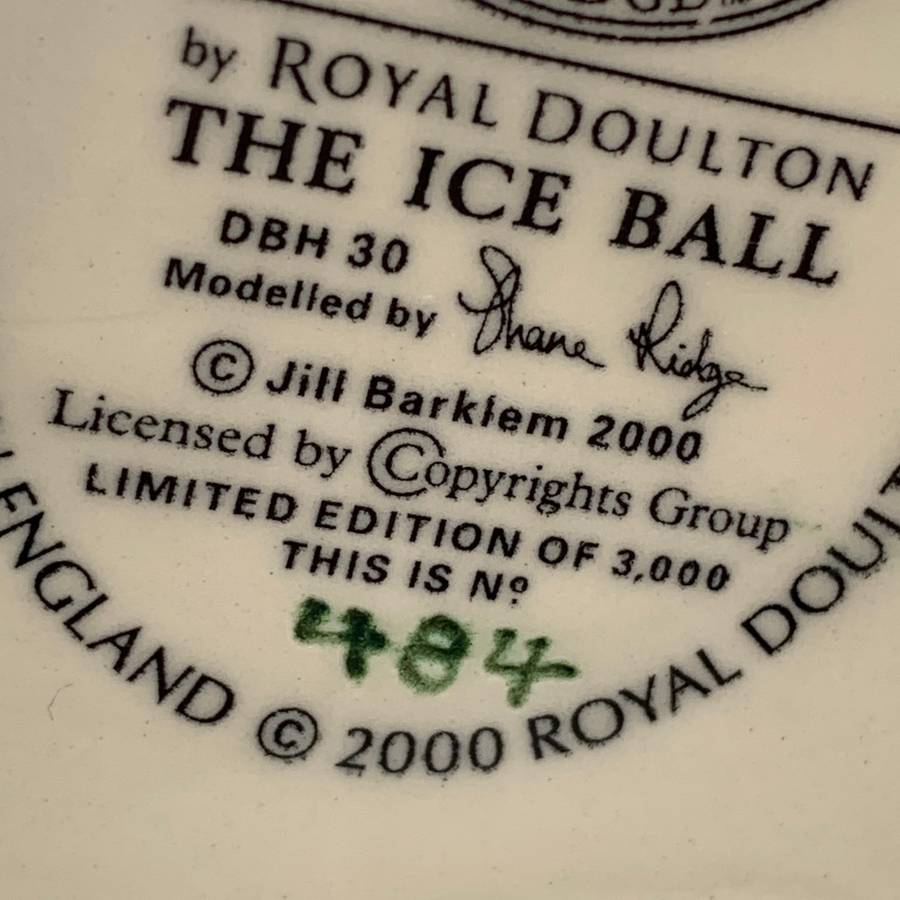 by ROYAL DOULTON
THE ICE BALL
DBH 30
Modelled by Shane Ridge
© Jill Barklem 2000
Licensed by Copyrights Group
LIMITED EDITION OF 3,000
THIS IS Nº
484
ENGLAND © 2000 ROYAL DOULT